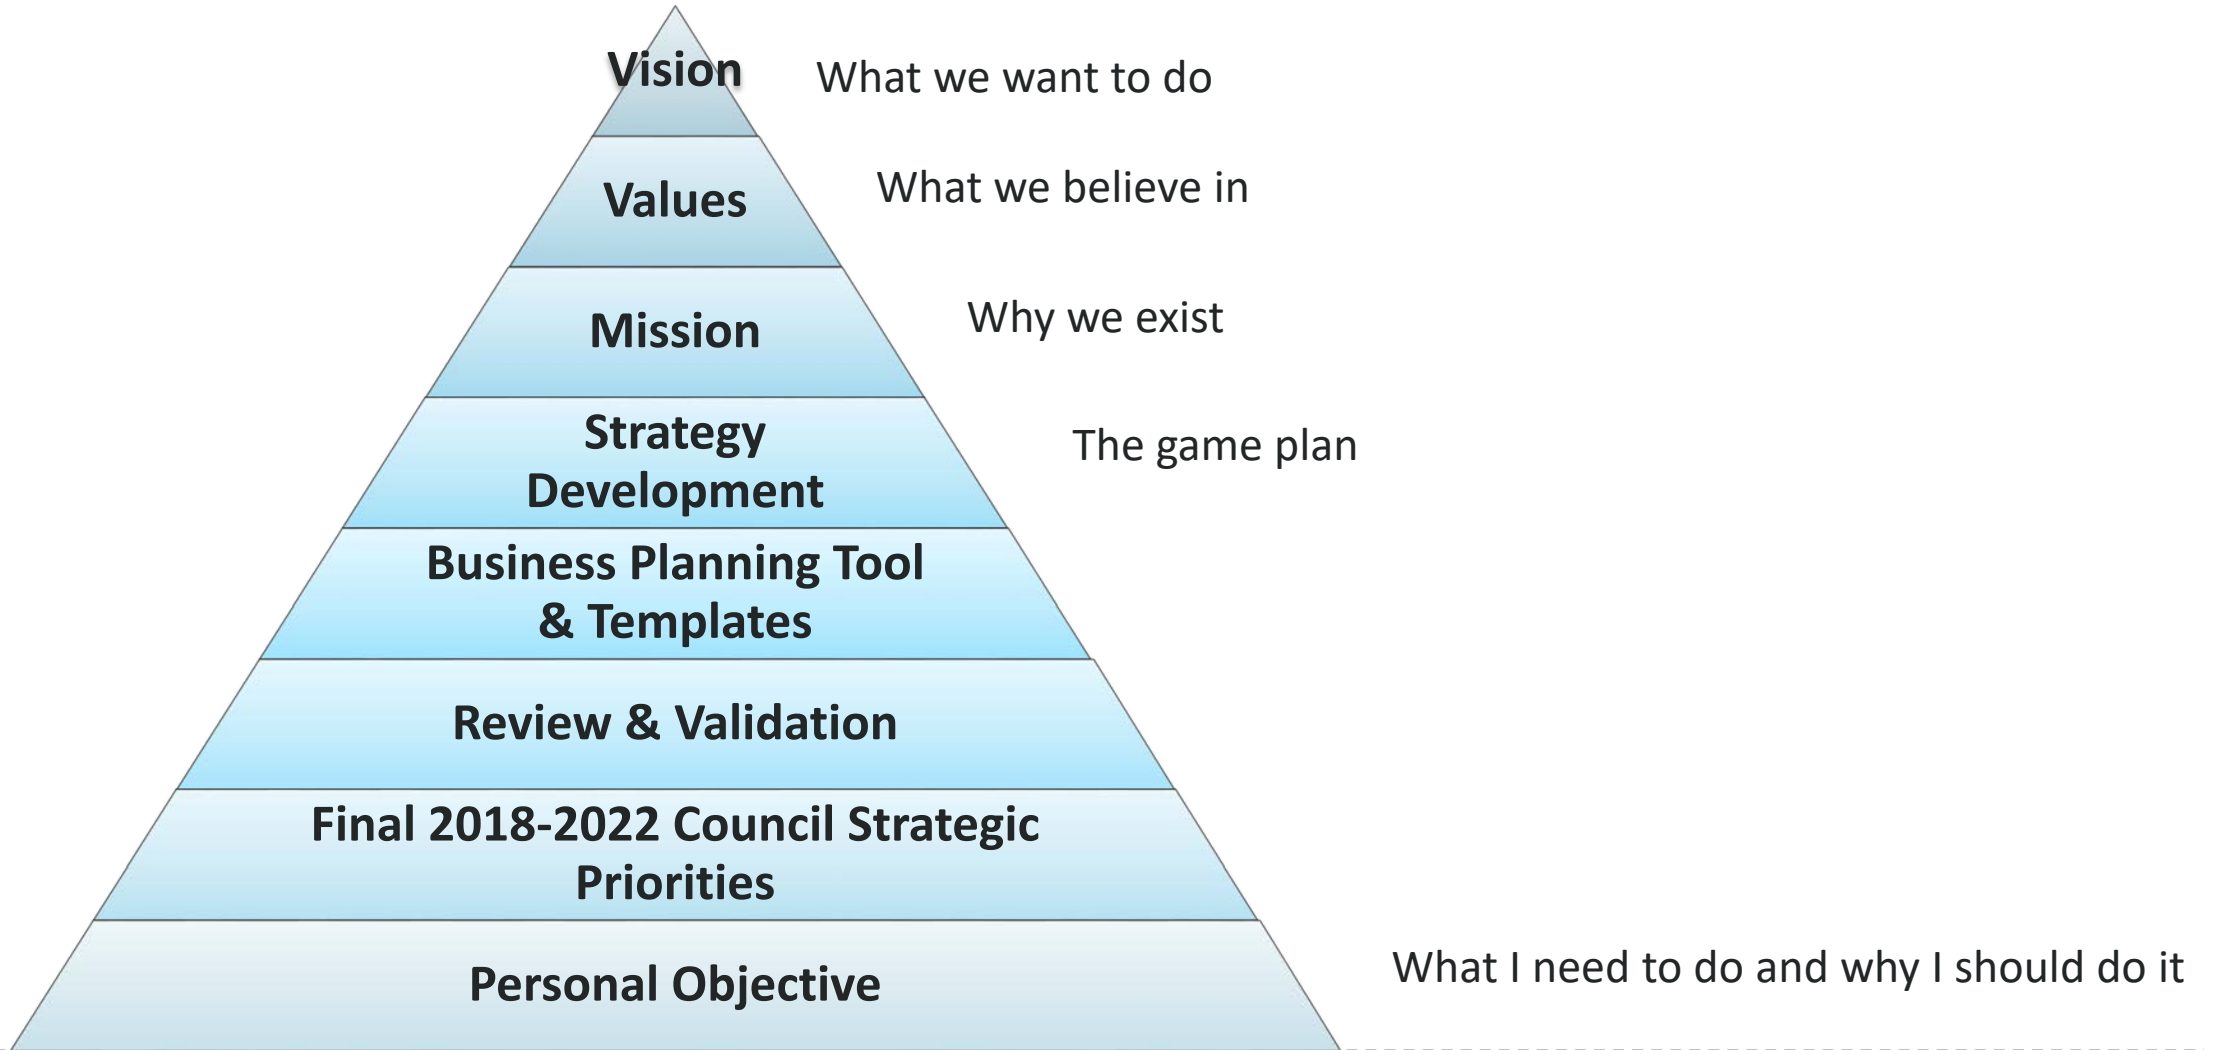 Vision
What we want to do
Values
What we believe in
Mission
Why we exist
Strategy
Development
The game plan
Business Planning Tool
& Templates
Review & Validation
Final 2018-2022 Council Strategic
Priorities
Personal Objective
What I need to do and why I should do it